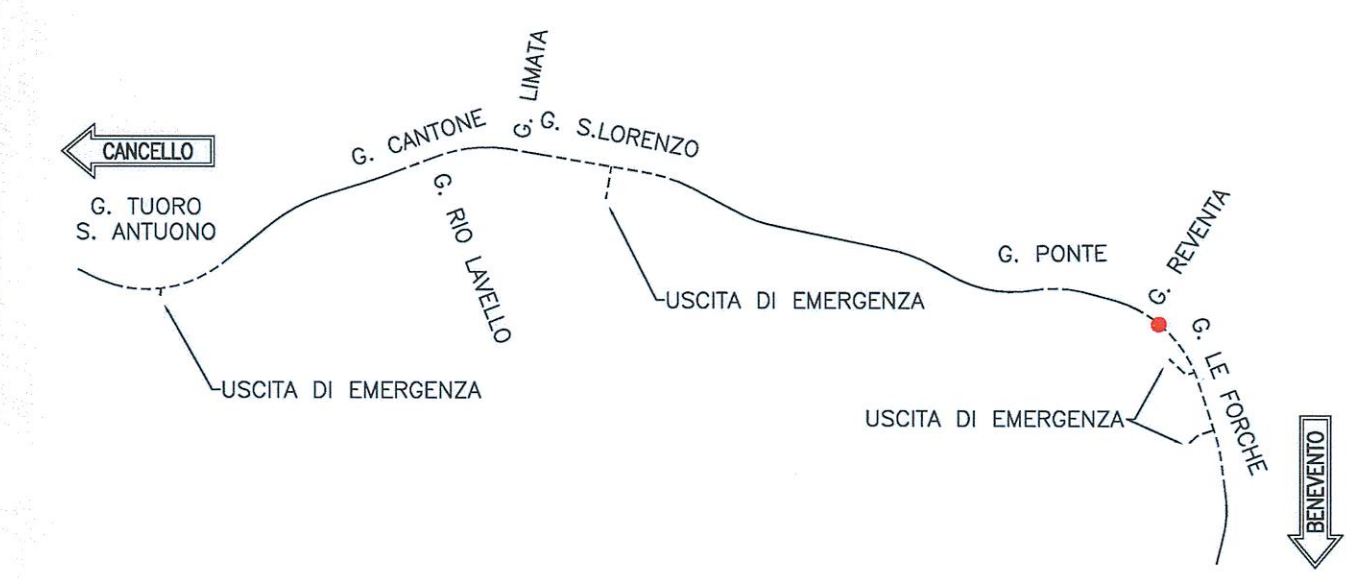 CANCELLO
G. TUORO
S. ANTUONO
G. CANTONE
G. RIO LAVELLO
G. LIMATA
G. S.LORENZO
USCITA DI EMERGENZA
USCITA DI EMERGENZA
G. PONTE
G. REVENTA
G. LE FORCHE
USCITA DI EMERGENZA
BENEVENTO